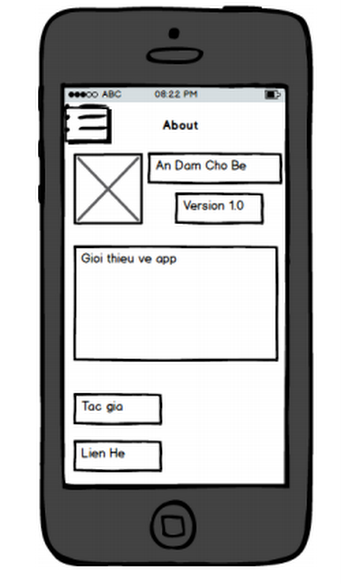 ABC 08:22 PM
About
An Dam Cho Be
Version 1.0
Gioi thieu ve app
Tac gia
Lien He